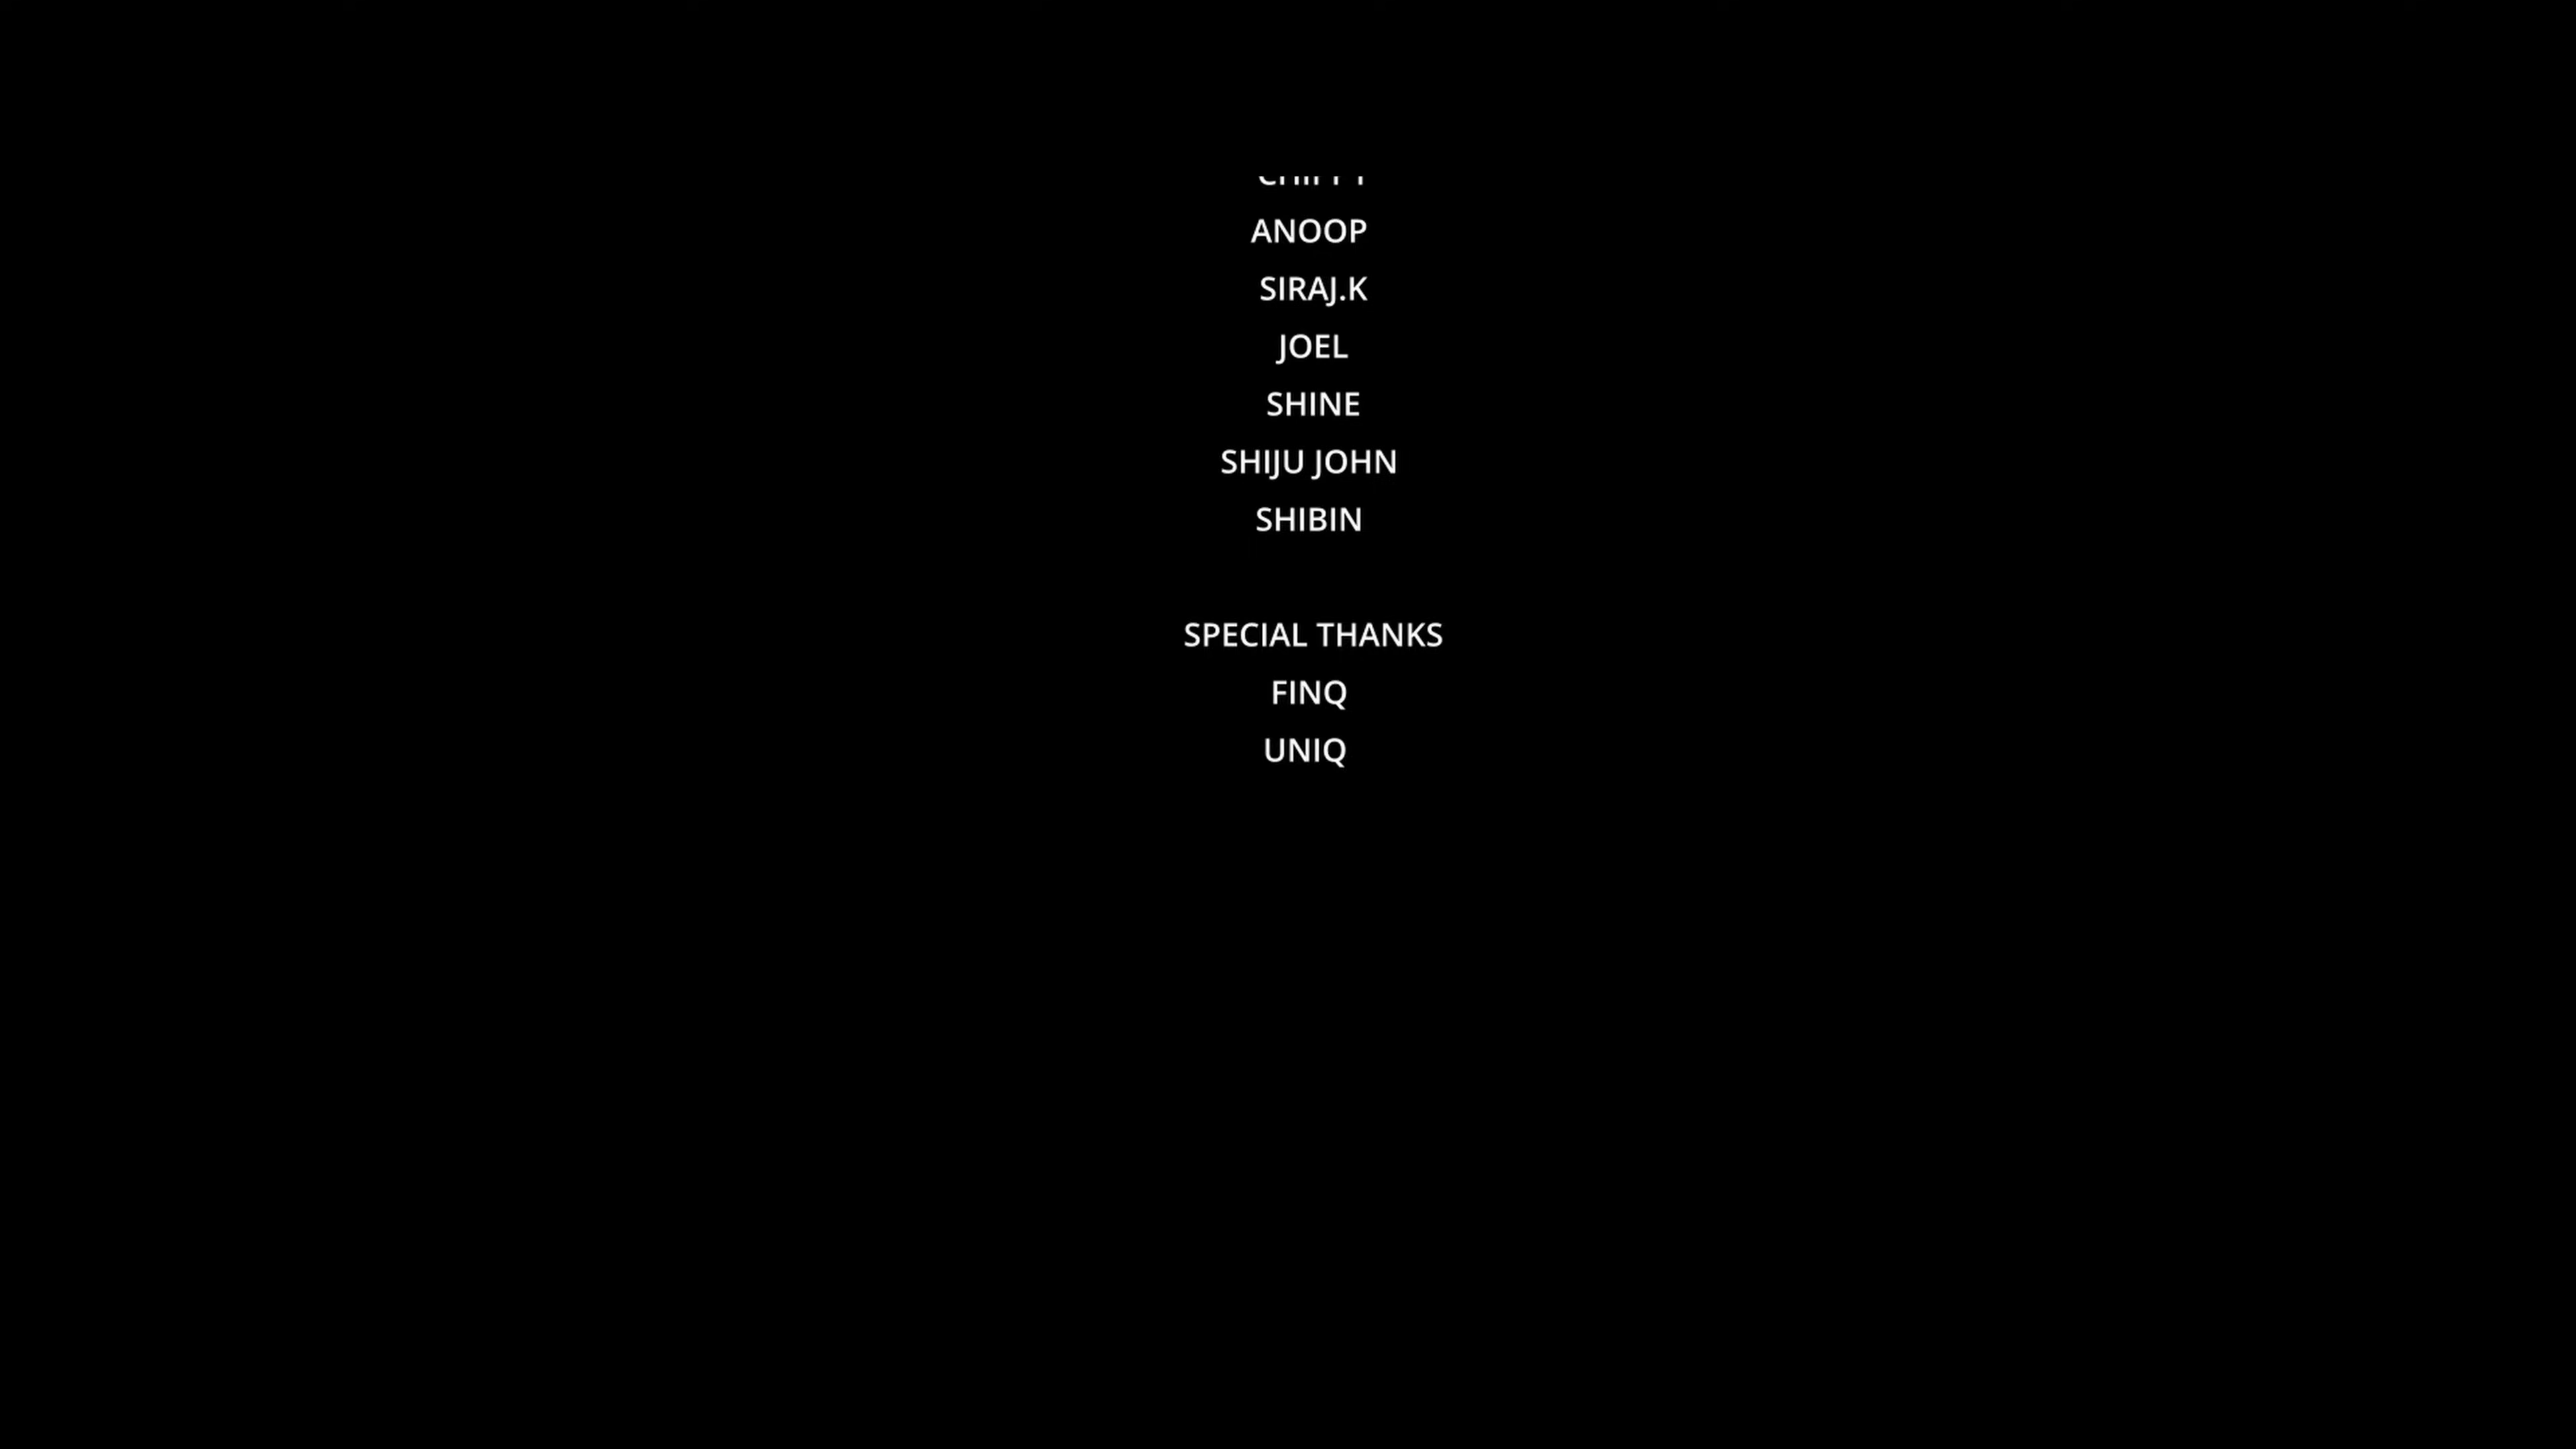 ANOOP
SIRAJ.K
JOEL
SHINE
SHIJU JOHN
SHIBIN
SPECIAL THANKS
FINQ
UNIQ